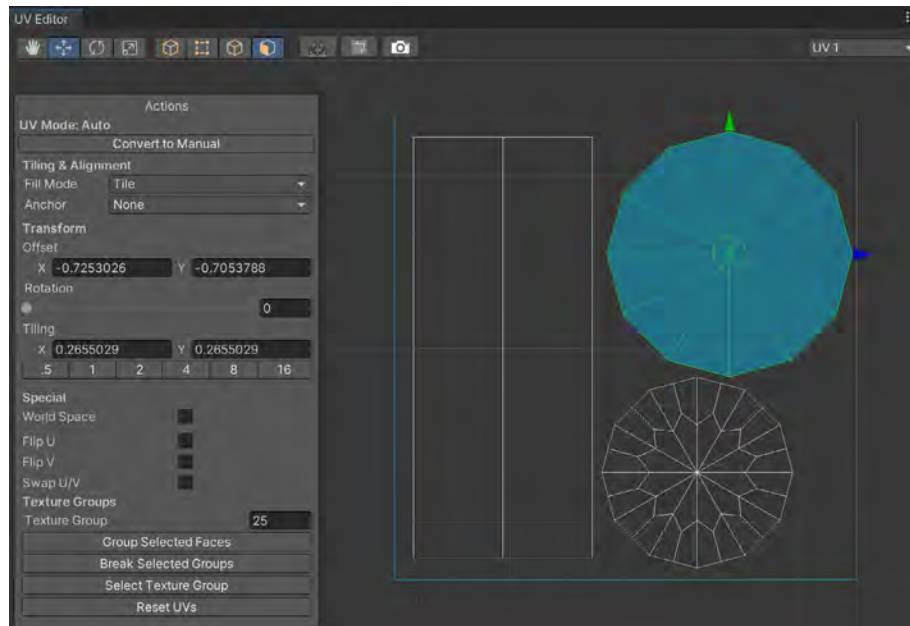 UV Editor
UV 1
Actions
UV Mode: Auto
Convert to Manual
Tiling & Alignment
Fill Mode Tile
Anchor None
Transform
Offset
X -0.7253026 Y -0.7053788
Rotation
0
Tiling
X 0.2655029 Y 0.2655029
.5 1 2 4 8 16
Special
World Space
Flip U
Flip V
Swap U/V
Texture Groups
Texture Group 25
Group Selected Faces
Break Selected Groups
Select Texture Group
Reset UVs